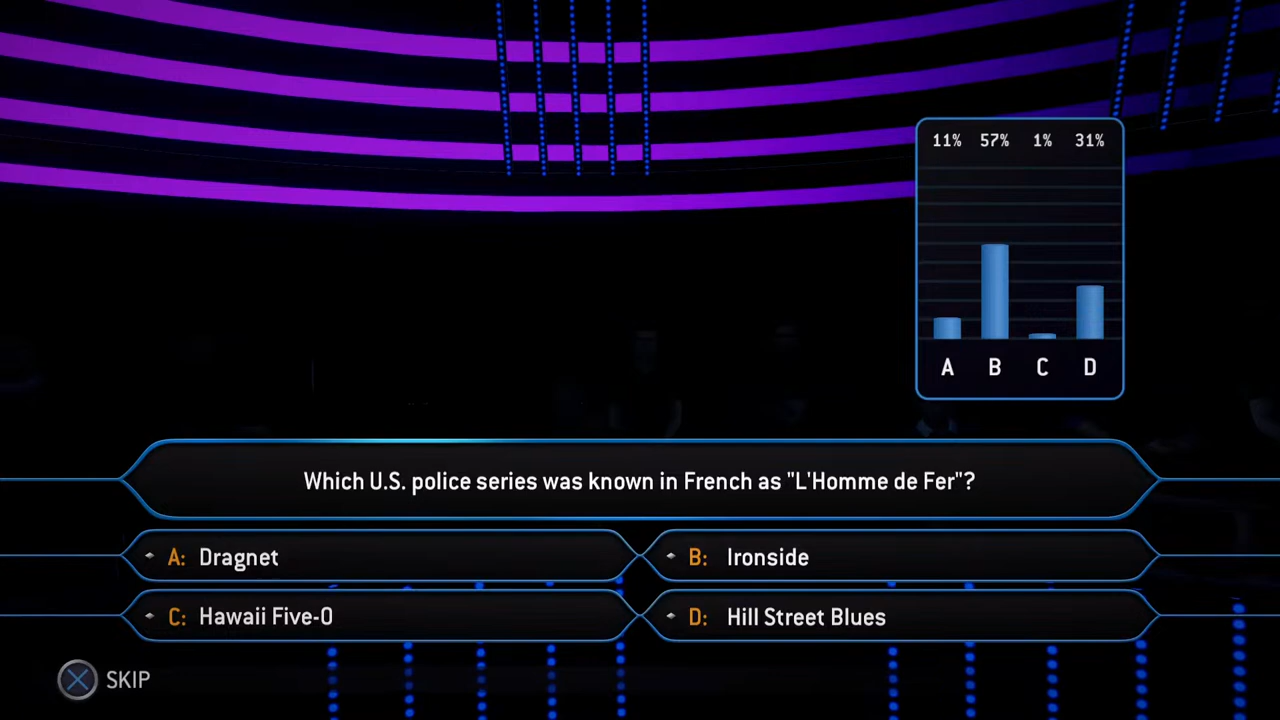 11% 57% 1% 31%
A B C D
Which U.S. police series was known in French as "L'Homme de Fer"?
A: Dragnet
B: Ironside
C: Hawaii Five-O
D: Hill Street Blues
SKIP